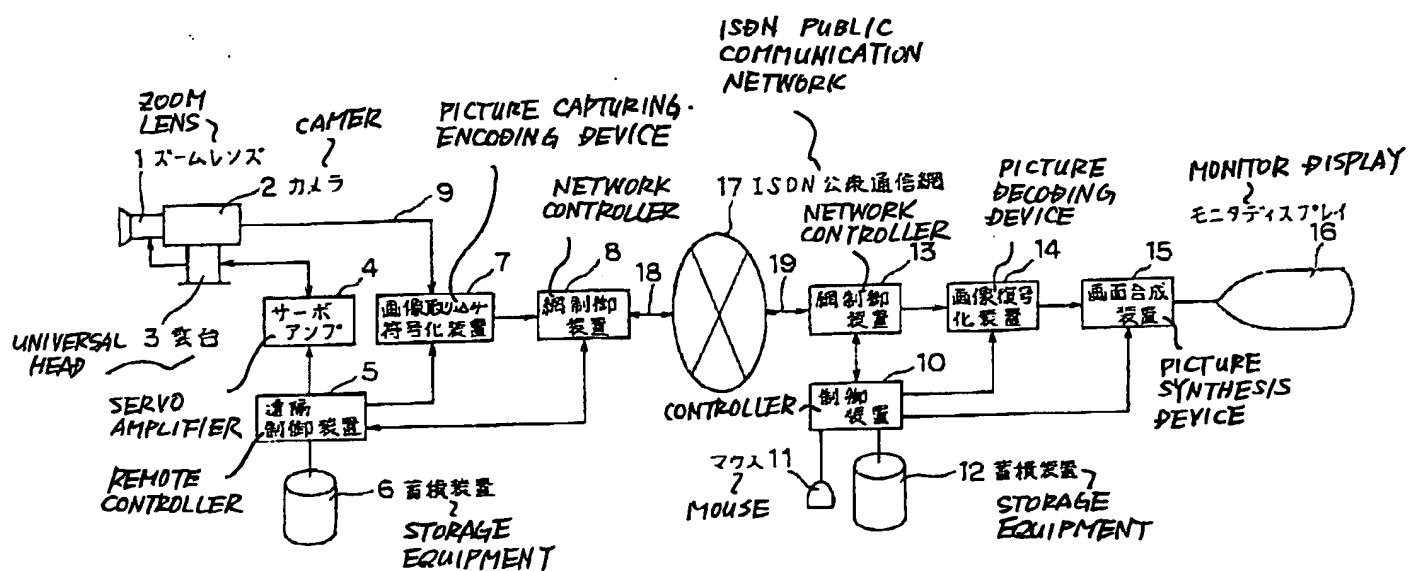 ISDN PUBLIC
COMMUNICATION
NETWORK
ZOOM
LENS
CAMER
PICTURE CAPTURING·
ENCODING DEVICE
1 ズームレンズ
2 カメラ
9
NETWORK
CONTROLLER
17 ISDN 公衆通信網
NETWORK
CONTROLLER
PICTURE
DECODING
DEVICE
MONITOR DISPLAY
モニタディスプレイ
16
4
7
8
13
14
15
サーボ
アンプ
画像取り込み
符号化装置
網制御
装置
18
19
網制御
装置
画像復号
化装置
画面合成
装置
UNIVERSAL
HEAD
3 雲台
5
10
SERVO
AMPLIFIER
遠隔
制御装置
CONTROLLER
制御
装置
PICTURE
SYNTHESIS
DEVICE
REMOTE
CONTROLLER
6 蓄積装置
STORAGE
EQUIPMENT
マウス 11
MOUSE
12 蓄積装置
STORAGE
EQUIPMENT